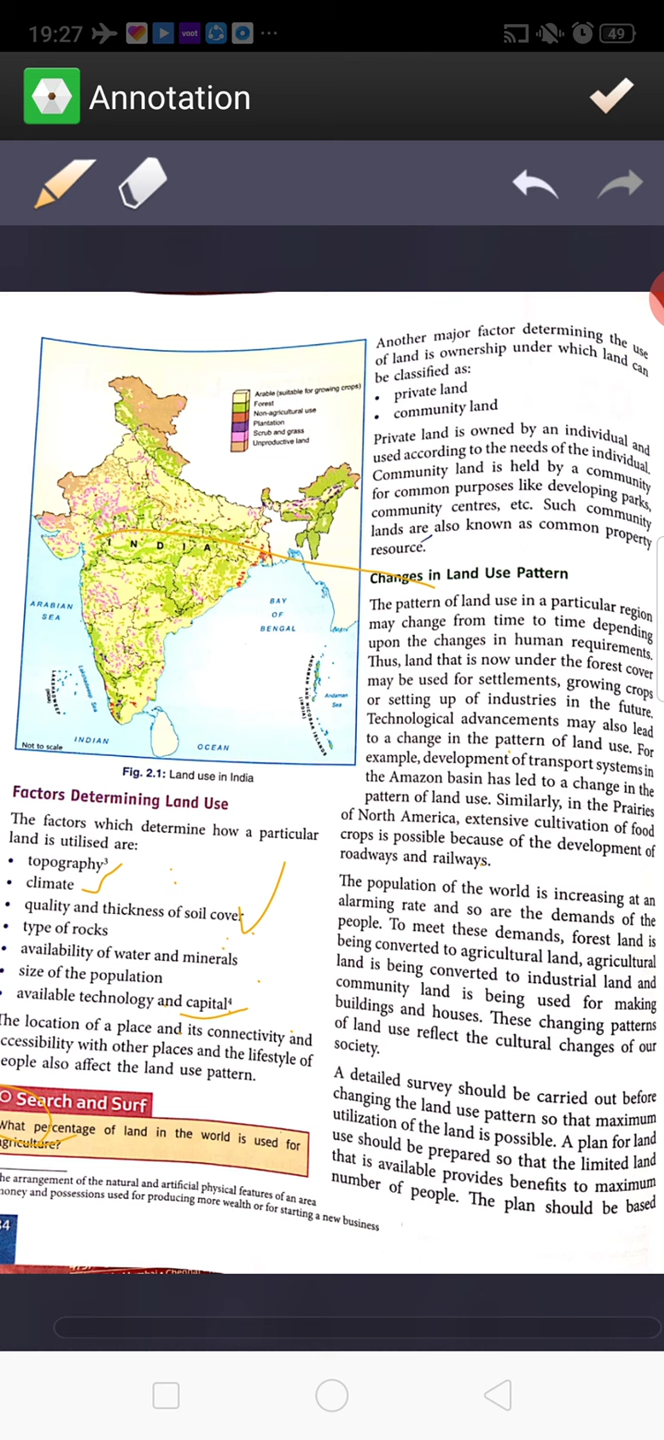 19:27
voot
49
Annotation
Arable (suitable for growing crops)
Forest
Non-agricultural use
Plantation
Scrub and grass
Unproductive land
I N D I A
ARABIAN
SEA
BAY
OF
BENGAL
Lakshadweep Sea
Andaman
Sea
INDIAN
OCEAN
Not to scale
Fig. 2.1: Land use in India
Factors Determining Land Use
The factors which determine how a particular
land is utilised are:
• topography³
• climate
• quality and thickness of soil cover
• type of rocks
• availability of water and minerals
• size of the population
• available technology and capital⁴
The location of a place and its connectivity and
ccessibility with other places and the lifestyle of
eople also affect the land use pattern.
Search and Surf
What percentage of land in the world is used for
agriculture?
he arrangement of the natural and artificial physical features of an area
money and possessions used for producing more wealth or for starting a new business
34
Another major factor determining the use
of land is ownership under which land can
be classified as:
• private land
• community land
Private land is owned by an individual and
used according to the needs of the individual.
Community land is held by a community
for common purposes like developing parks,
community centres, etc. Such community
lands are also known as common property
resource.
Changes in Land Use Pattern
The pattern of land use in a particular region
may change from time to time depending
upon the changes in human requirements.
Thus, land that is now under the forest cover
may be used for settlements, growing crops
or setting up of industries in the future.
Technological advancements may also lead
to a change in the pattern of land use. For
example, development of transport systems in
the Amazon basin has led to a change in the
pattern of land use. Similarly, in the Prairies
of North America, extensive cultivation of food
crops is possible because of the development of
roadways and railways.
The population of the world is increasing at an
alarming rate and so are the demands of the
people. To meet these demands, forest land is
being converted to agricultural land, agricultural
land is being converted to industrial land and
community land is being used for making
buildings and houses. These changing patterns
of land use reflect the cultural changes of our
society.
A detailed survey should be carried out before
changing the land use pattern so that maximum
utilization of the land is possible. A plan for land
use should be prepared so that the limited land
that is available provides benefits to maximum
number of people. The plan should be based